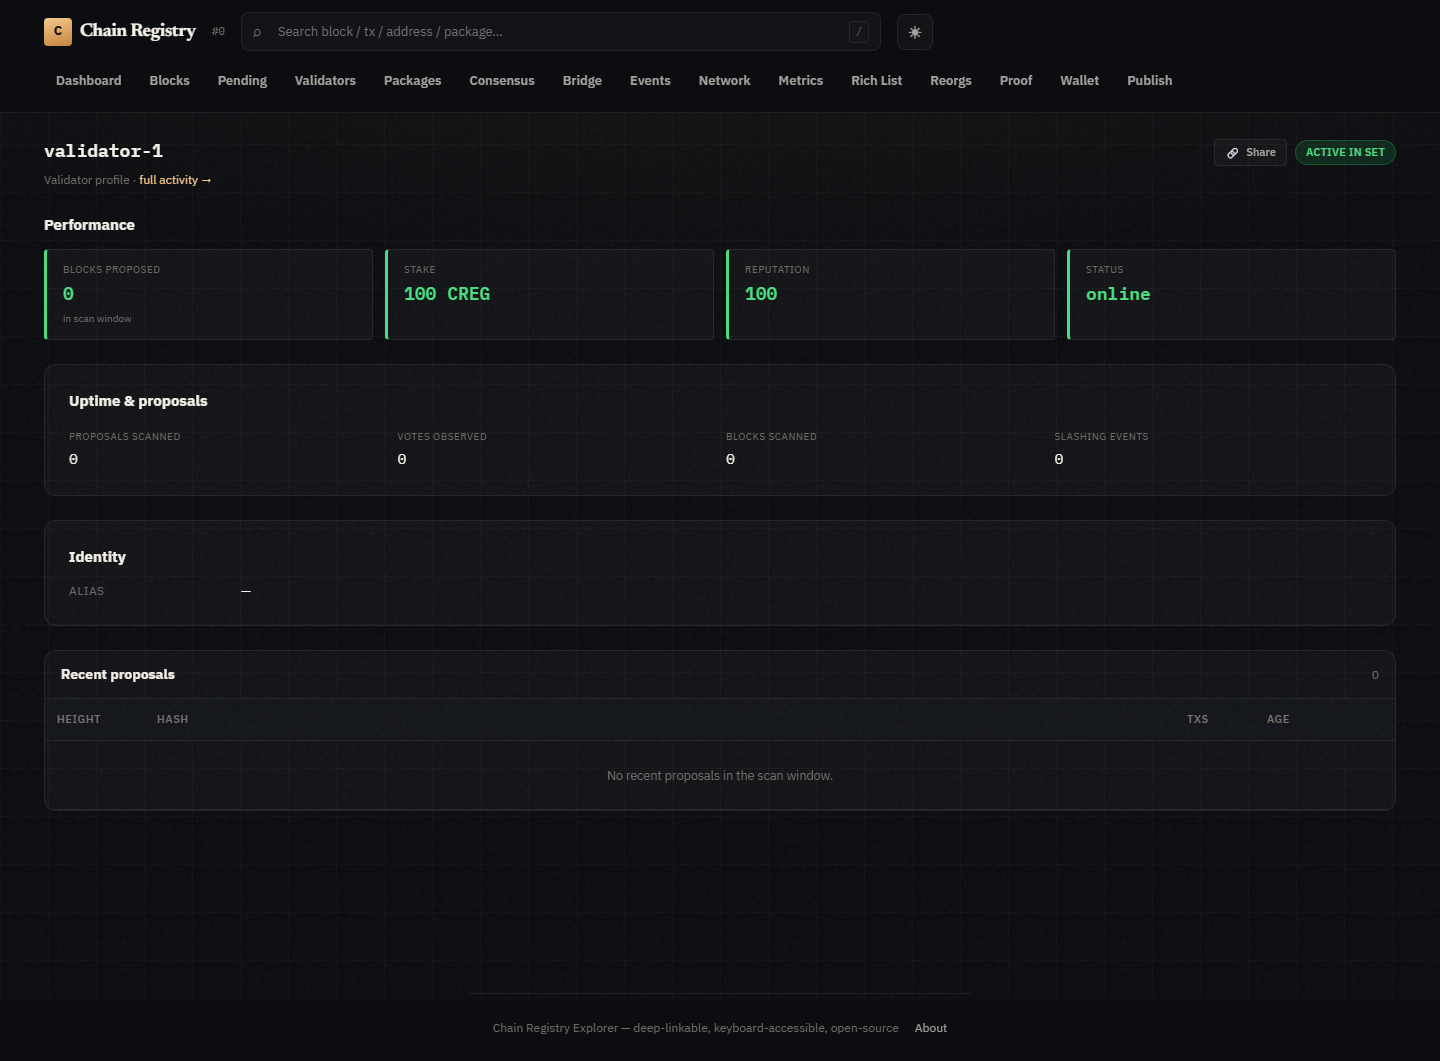 C Chain Registry #0 Search block / tx / address / package... /
Dashboard Blocks Pending Validators Packages Consensus Bridge Events Network Metrics Rich List Reorgs Proof Wallet Publish
validator-1
Share ACTIVE IN SET
Validator profile · full activity →
Performance
BLOCKS PROPOSED
0
in scan window
STAKE
100 CREG
REPUTATION
100
STATUS
online
Uptime & proposals
PROPOSALS SCANNED
0
VOTES OBSERVED
0
BLOCKS SCANNED
0
SLASHING EVENTS
0
Identity
ALIAS —
Recent proposals 0
HEIGHT HASH TXS AGE
No recent proposals in the scan window.
Chain Registry Explorer — deep-linkable, keyboard-accessible, open-source About